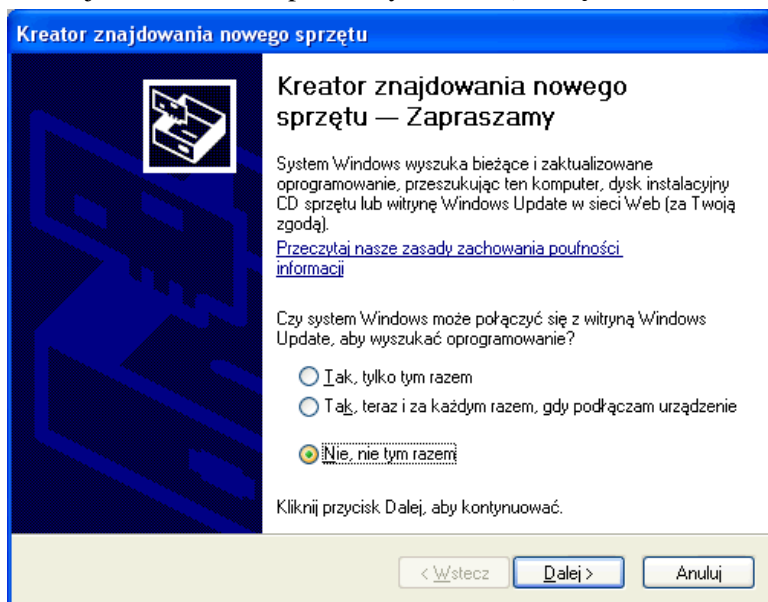 Kreator znajdowania nowego sprzętu
Kreator znajdowania nowego
sprzętu — Zapraszamy
System Windows wyszuka bieżące i zaktualizowane
oprogramowanie, przeszukując ten komputer, dysk instalacyjny
CD sprzętu lub witrynę Windows Update w sieci Web (za Twoją
zgodą).
Przeczytaj nasze zasady zachowania poufności
informacji
Czy system Windows może połączyć się z witryną Windows
Update, aby wyszukać oprogramowanie?
Tak, tylko tym razem
Tak, teraz i za każdym razem, gdy podłączam urządzenie
Nie, nie tym razem
Kliknij przycisk Dalej, aby kontynuować.
< Wstecz Dalej > Anuluj